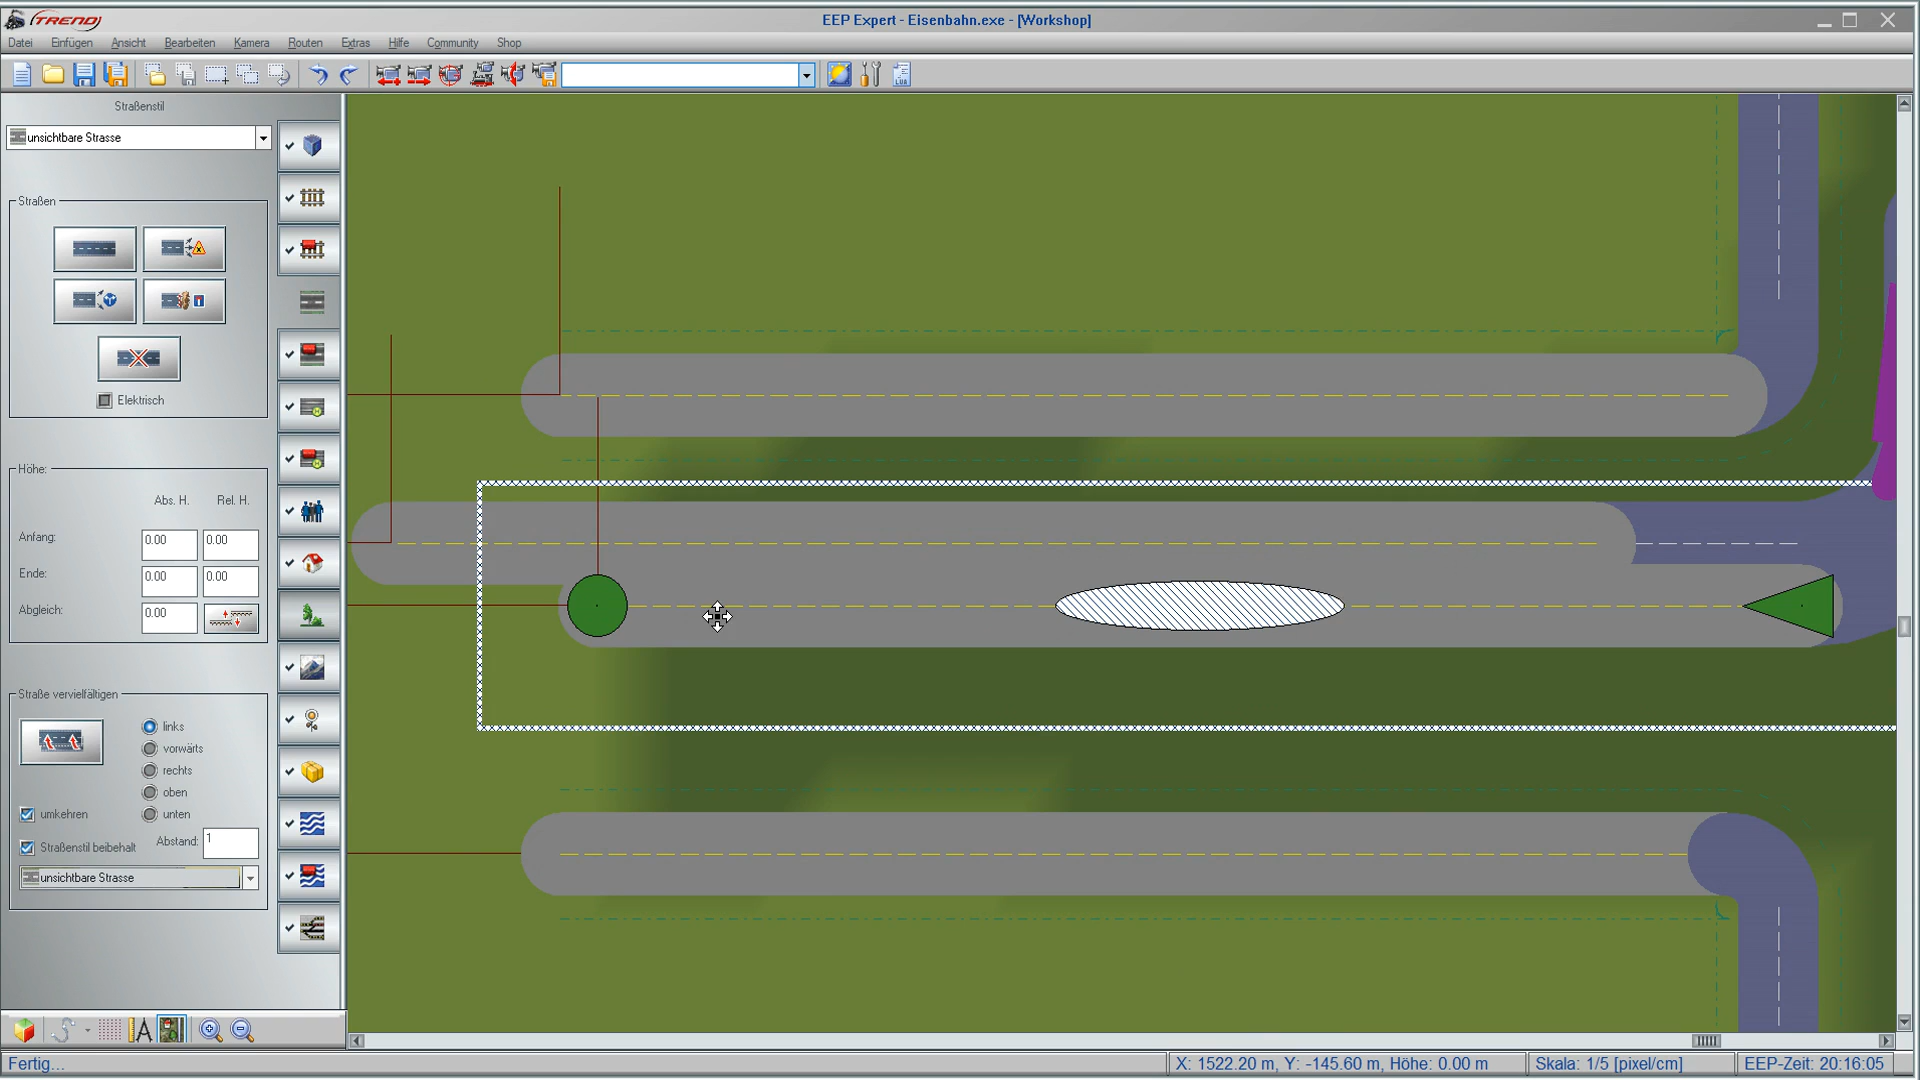 TREND
EEP Expert - Eisenbahn.exe - [Workshop]
Datei Einfügen Ansicht Bearbeiten Kamera Routen Extras Hilfe Community Shop
LUA
Straßenstil
unsichtbare Strasse
Straßen
Elektrisch
Höhe:
Abs. H. Rel. H.
Anfang: 0.00 0.00
Ende: 0.00 0.00
Abgleich: 0.00
Straße vervielfältigen
links
vorwärts
rechts
oben
umkehren unten
Straßenstil beibehalt Abstand: 1
unsichtbare Strasse
Fertig... X: 1522.20 m, Y: -145.60 m, Höhe: 0.00 m Skala: 1/5 [pixel/cm] EEP-Zeit: 20:16:05